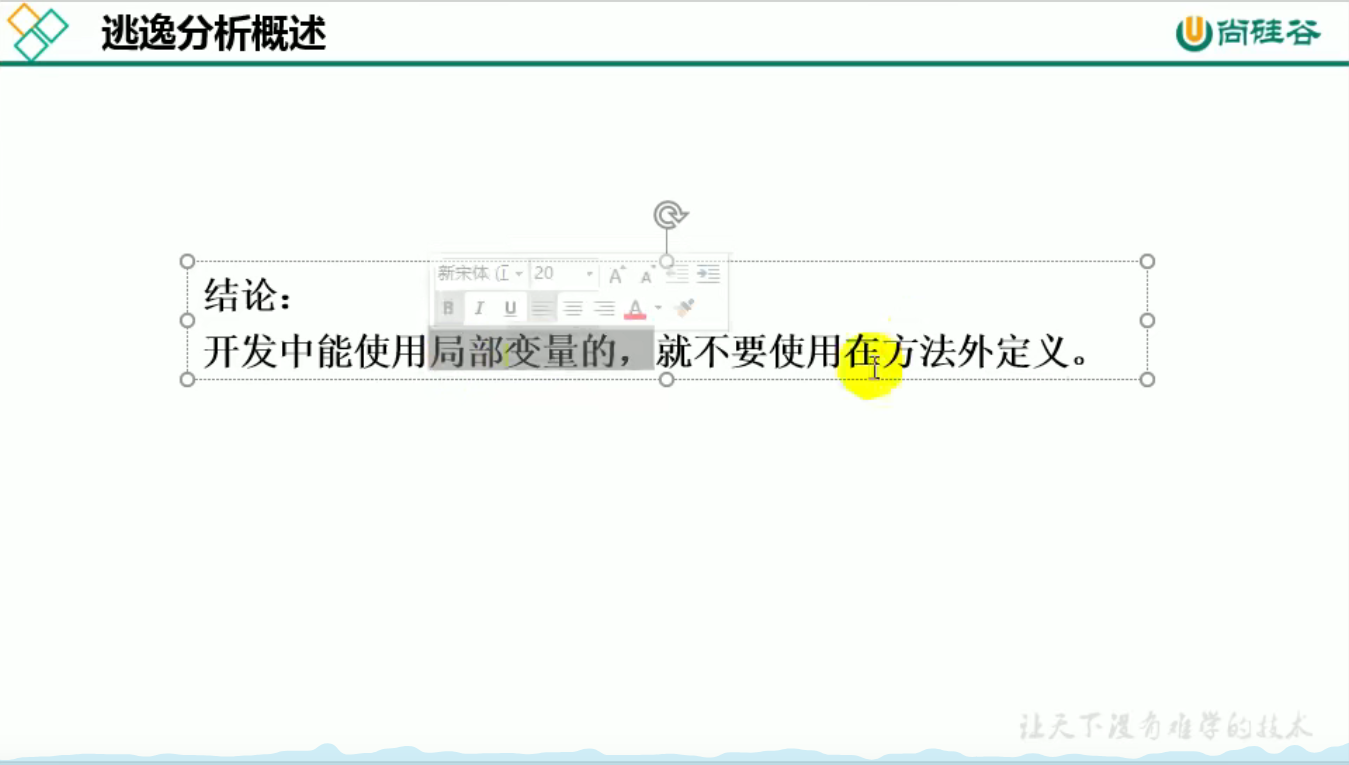 逃逸分析概述
尚硅谷
新宋体 (正 20
B I U A
结论：
开发中能使用局部变量的，就不要使用在方法外定义。
让天下没有难学的技术